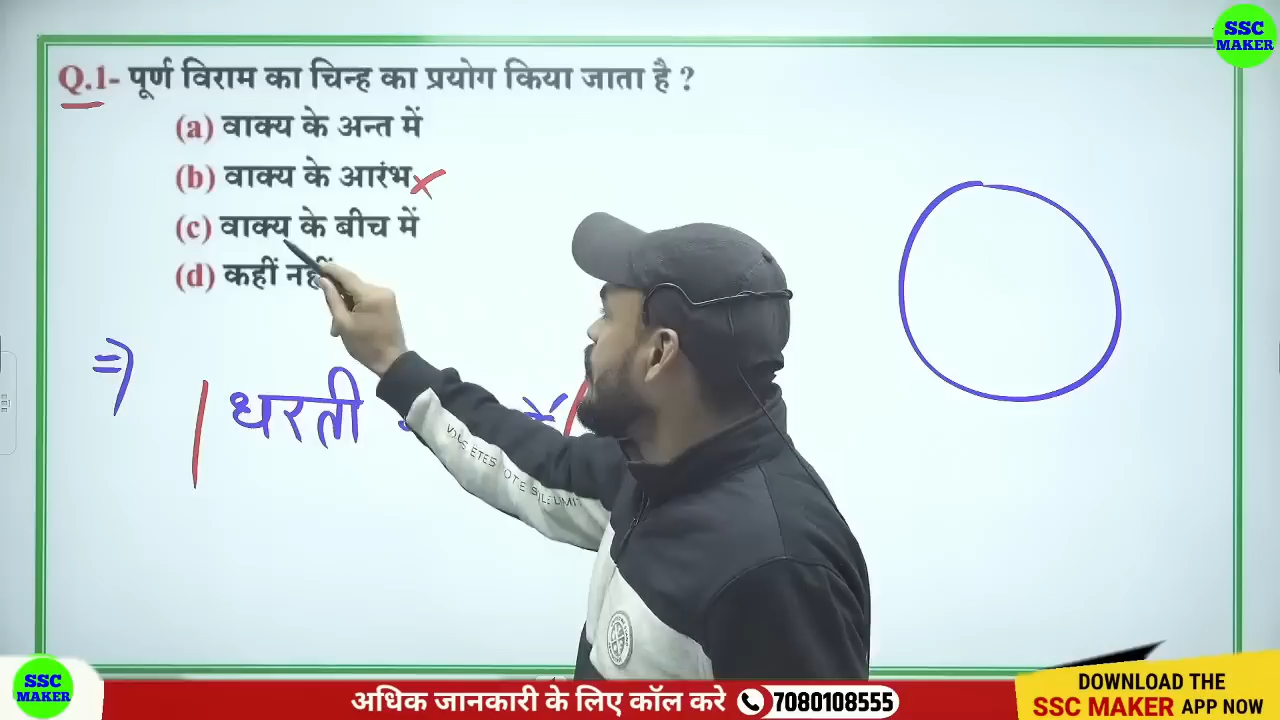 SSC
MAKER
Q.1- पूर्ण विराम का चिन्ह का प्रयोग किया जाता है ?
(a) वाक्य के अन्त में
(b) वाक्य के आरंभ
(c) वाक्य के बीच में
(d) कहीं नहीं
⇒ | धरती
SSC
MAKER
अधिक जानकारी के लिए कॉल करे 7080108555
DOWNLOAD THE
SSC MAKER APP NOW